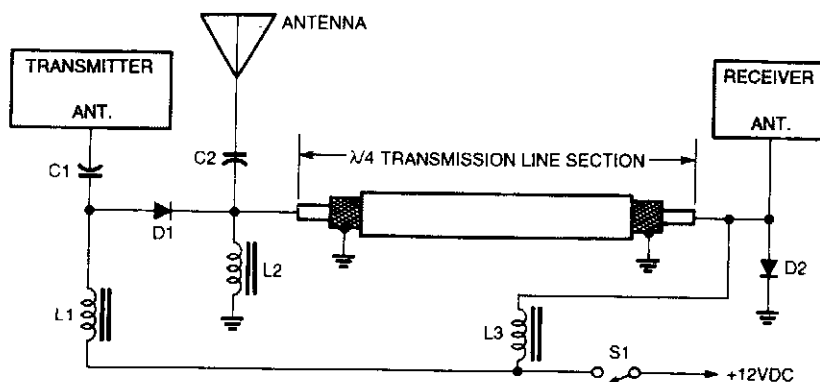 ANTENNA
TRANSMITTER
ANT.
RECEIVER
ANT.
C1
C2
λ/4 TRANSMISSION LINE SECTION
D1
L2
D2
L1
L3
S1
+12VDC